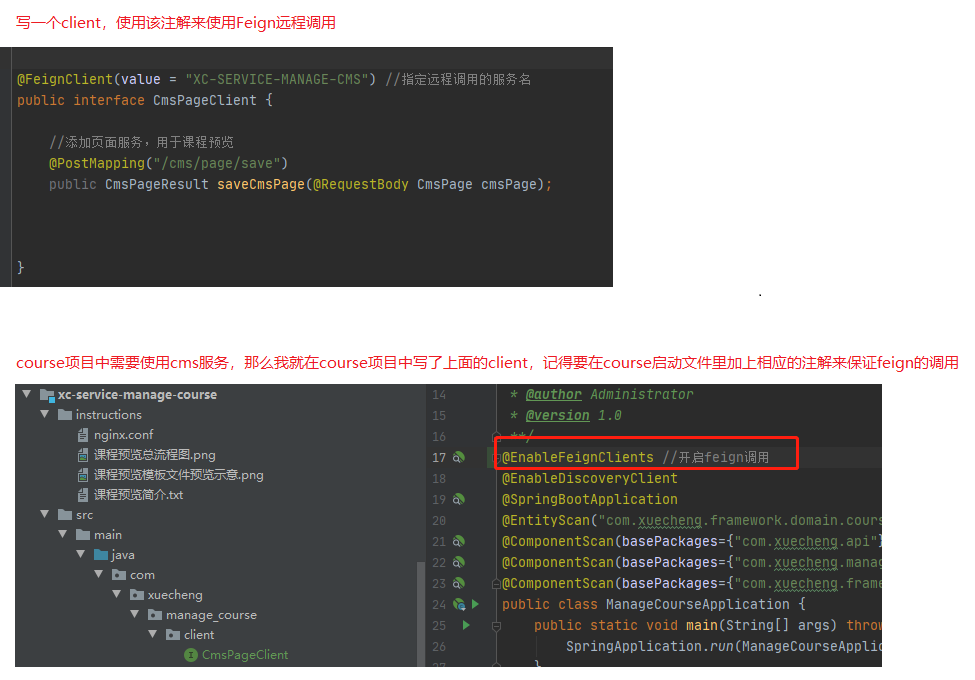 写一个client，使用该注解来使用Feign远程调用
@FeignClient(value = "XC-SERVICE-MANAGE-CMS") //指定远程调用的服务名
public interface CmsPageClient {
//添加页面服务，用于课程预览
@PostMapping("/cms/page/save")
public CmsPageResult saveCmsPage(@RequestBody CmsPage cmsPage);
}
course项目中需要使用cms服务，那么我就在course项目中写了上面的client，记得要在course启动文件里加上相应的注解来保证feign的调用
xc-service-manage-course
instructions
nginx.conf
课程预览总流程图.png
课程预览模板文件预览示意.png
课程预览简介.txt
src
main
java
com
xuecheng
manage_course
client
CmsPageClient
14 * @author Administrator
15 * @version 1.0
16 **/
17 @EnableFeignClients //开启feign调用
18 @EnableDiscoveryClient
19 @SpringBootApplication
20 @EntityScan("com.xuecheng.framework.domain.cours
21 @ComponentScan(basePackages={"com.xuecheng.api"}
22 @ComponentScan(basePackages={"com.xuecheng.manag
23 @ComponentScan(basePackages={"com.xuecheng.frame
24 public class ManageCourseApplication {
25 public static void main(String[] args) throw
26 SpringApplication.run(ManageCourseApplic
27 }